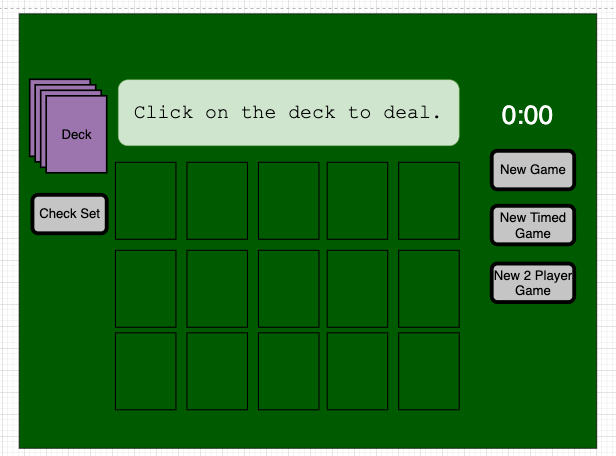 Click on the deck to deal.
0:00
Deck
New Game
Check Set
New Timed
Game
New 2 Player
Game